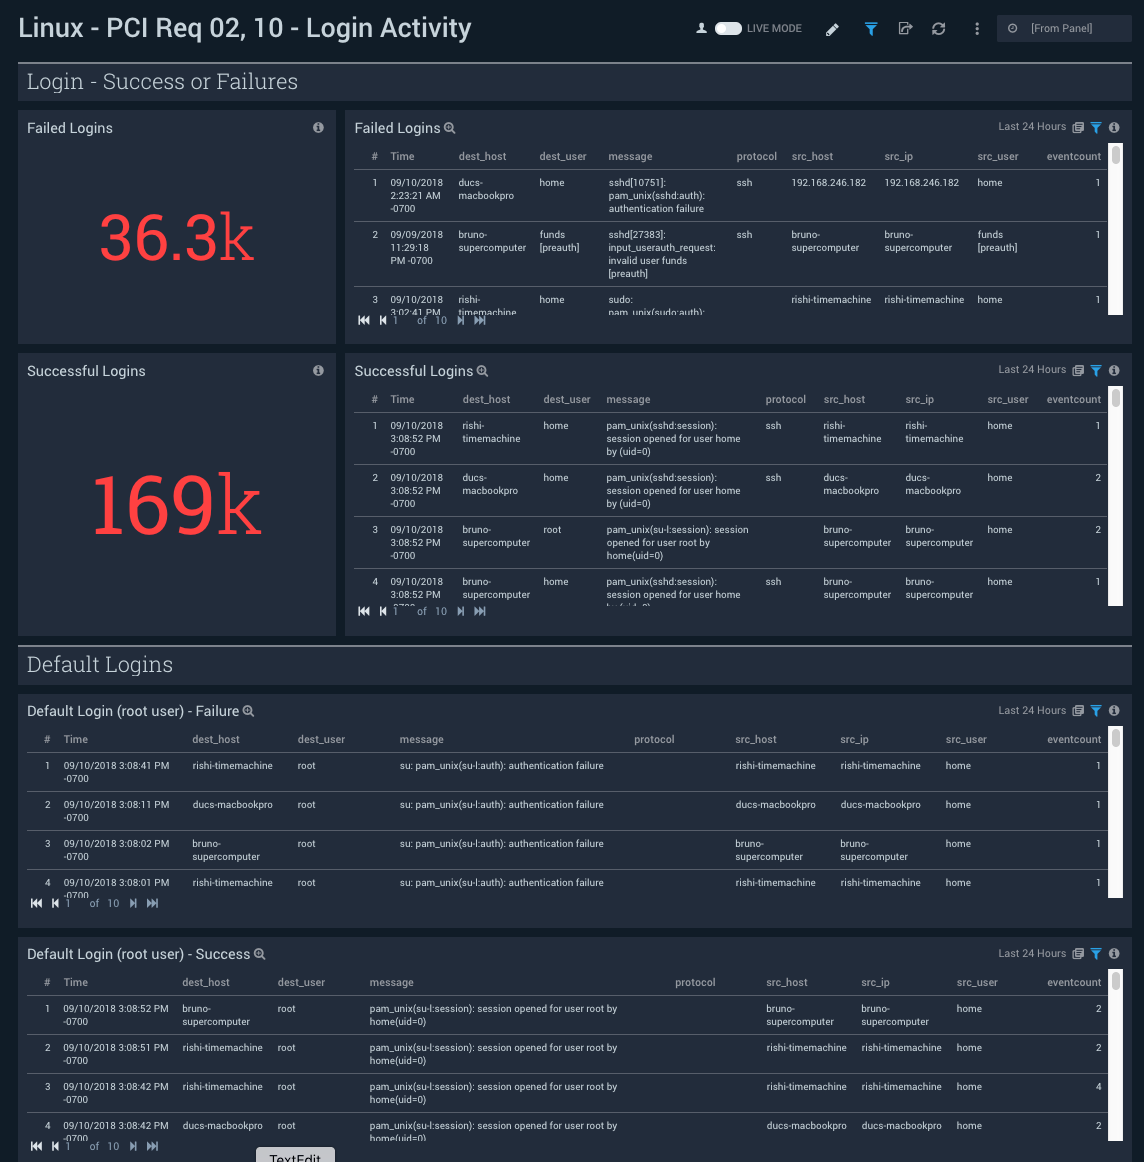 Linux - PCI Req 02, 10 - Login Activity
LIVE MODE
[From Panel]
Login - Success or Failures
Failed Logins
36.3k
Failed Logins
Last 24 Hours
# Time dest_host dest_user message protocol src_host src_ip src_user eventcount
1 09/10/2018 ducs- home sshd[10751]: ssh 192.168.246.182 192.168.246.182 home 1
2:23:21 AM macbookpro pam_unix(sshd:auth):
-0700 authentication failure
2 09/09/2018 bruno- funds sshd[27383]: ssh bruno- bruno- funds 1
11:29:18 supercomputer [preauth] input_userauth_request: supercomputer supercomputer [preauth]
PM -0700 invalid user funds
[preauth]
3 09/10/2018 rishi- home sudo: rishi-timemachine rishi-timemachine home 1
3:02:41 PM timemachine pam_unix(sudo:auth):
1 of 10
Successful Logins
169k
Successful Logins
Last 24 Hours
# Time dest_host dest_user message protocol src_host src_ip src_user eventcount
1 09/10/2018 rishi- home pam_unix(sshd:session): ssh rishi- rishi- home 1
3:08:52 PM timemachine session opened for user home timemachine timemachine
-0700 by (uid=0)
2 09/10/2018 ducs- home pam_unix(sshd:session): ssh ducs- ducs- home 2
3:08:52 PM macbookpro session opened for user home macbookpro macbookpro
-0700 by (uid=0)
3 09/10/2018 bruno- root pam_unix(su-l:session): session bruno- bruno- home 2
3:08:52 PM supercomputer opened for user root by supercomputer supercomputer
-0700 home(uid=0)
4 09/10/2018 bruno- home pam_unix(sshd:session): ssh bruno- bruno- home 1
3:08:52 PM supercomputer session opened for user home supercomputer supercomputer
-0700 by (uid=0)
1 of 10
Default Logins
Default Login (root user) - Failure
Last 24 Hours
# Time dest_host dest_user message protocol src_host src_ip src_user eventcount
1 09/10/2018 3:08:41 PM rishi-timemachine root su: pam_unix(su-l:auth): authentication failure rishi-timemachine rishi-timemachine home 1
-0700
2 09/10/2018 3:08:11 PM ducs-macbookpro root su: pam_unix(su-l:auth): authentication failure ducs-macbookpro ducs-macbookpro home 1
-0700
3 09/10/2018 3:08:02 PM bruno- root su: pam_unix(su-l:auth): authentication failure bruno- bruno- home 1
-0700 supercomputer supercomputer supercomputer
4 09/10/2018 3:08:01 PM rishi-timemachine root su: pam_unix(su-l:auth): authentication failure rishi-timemachine rishi-timemachine home 1
-0700
1 of 10
Default Login (root user) - Success
Last 24 Hours
# Time dest_host dest_user message protocol src_host src_ip src_user eventcount
1 09/10/2018 3:08:52 PM bruno- root pam_unix(su-l:session): session opened for user root by bruno- bruno- home 2
-0700 supercomputer home(uid=0) supercomputer supercomputer
2 09/10/2018 3:08:51 PM rishi-timemachine root pam_unix(su-l:session): session opened for user root by rishi-timemachine rishi-timemachine home 2
-0700 home(uid=0)
3 09/10/2018 3:08:42 PM rishi-timemachine root pam_unix(su-l:session): session opened for user root by rishi-timemachine rishi-timemachine home 4
-0700 home(uid=0)
4 09/10/2018 3:08:42 PM ducs-macbookpro root pam_unix(su-l:session): session opened for user root by ducs-macbookpro ducs-macbookpro home 2
-0700 home(uid=0)
1 of 10
TextEdit